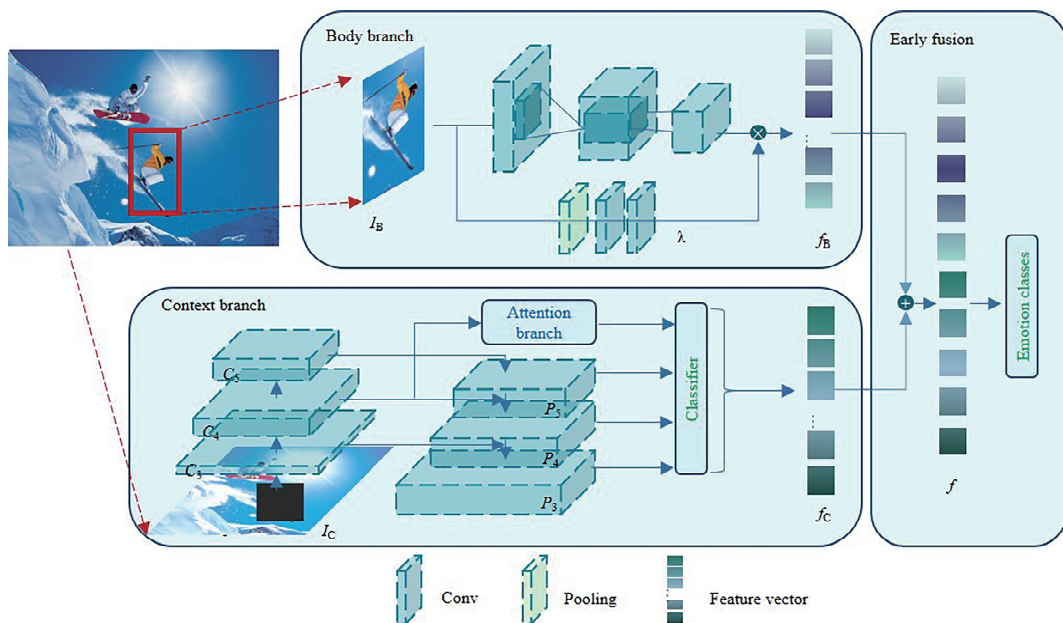 Body branch
I_B
λ
f_B
Early fusion
Emotion classes
f
Context branch
Attention
branch
Classifier
C_5
C_4
C_3
P_5
P_4
P_3
I_C
f_C
Conv
Pooling
Feature vector